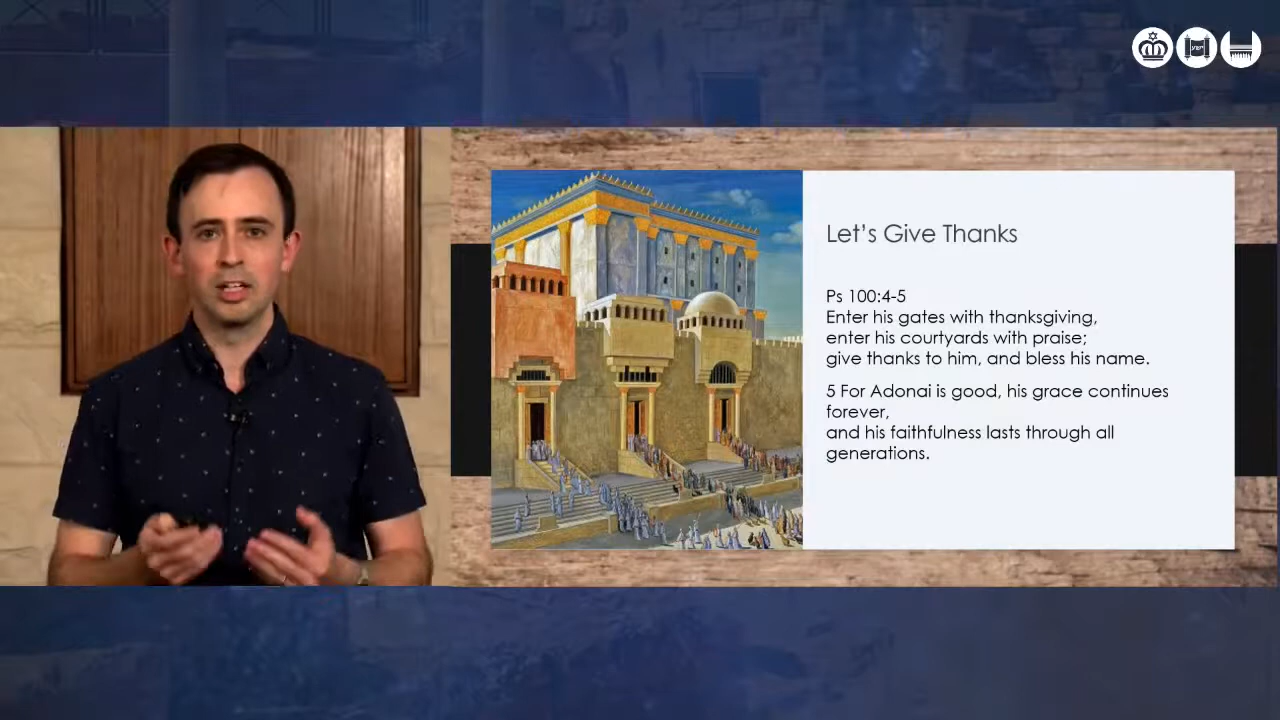 Let's Give Thanks
Ps 100:4-5
Enter his gates with thanksgiving,
enter his courtyards with praise;
give thanks to him, and bless his name.
5 For Adonai is good, his grace continues
forever,
and his faithfulness lasts through all
generations.